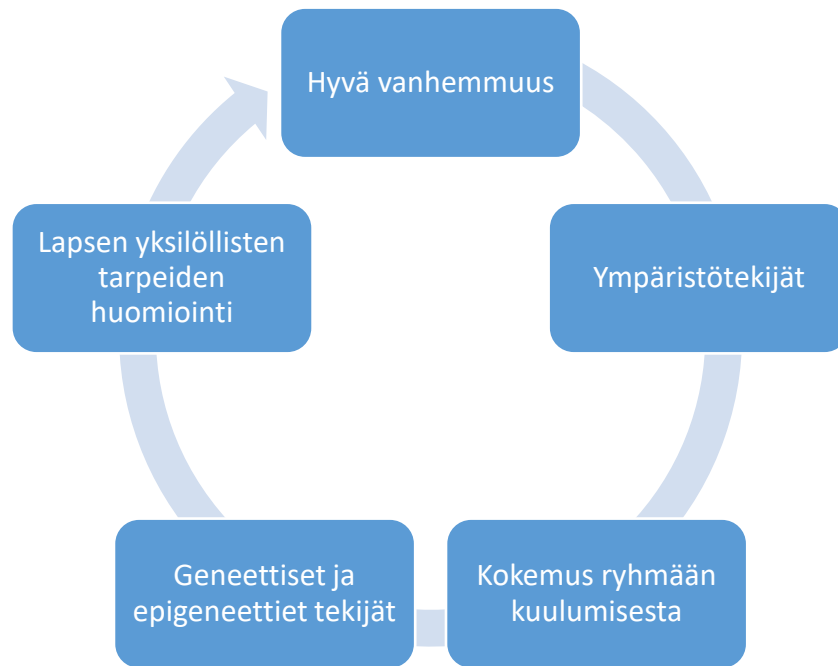 Hyvä vanhemmuus
Ympäristötekijät
Kokemus ryhmään
kuulumisesta
Geneettiset ja
epigeneettiet tekijät
Lapsen yksilöllisten
tarpeiden
huomiointi